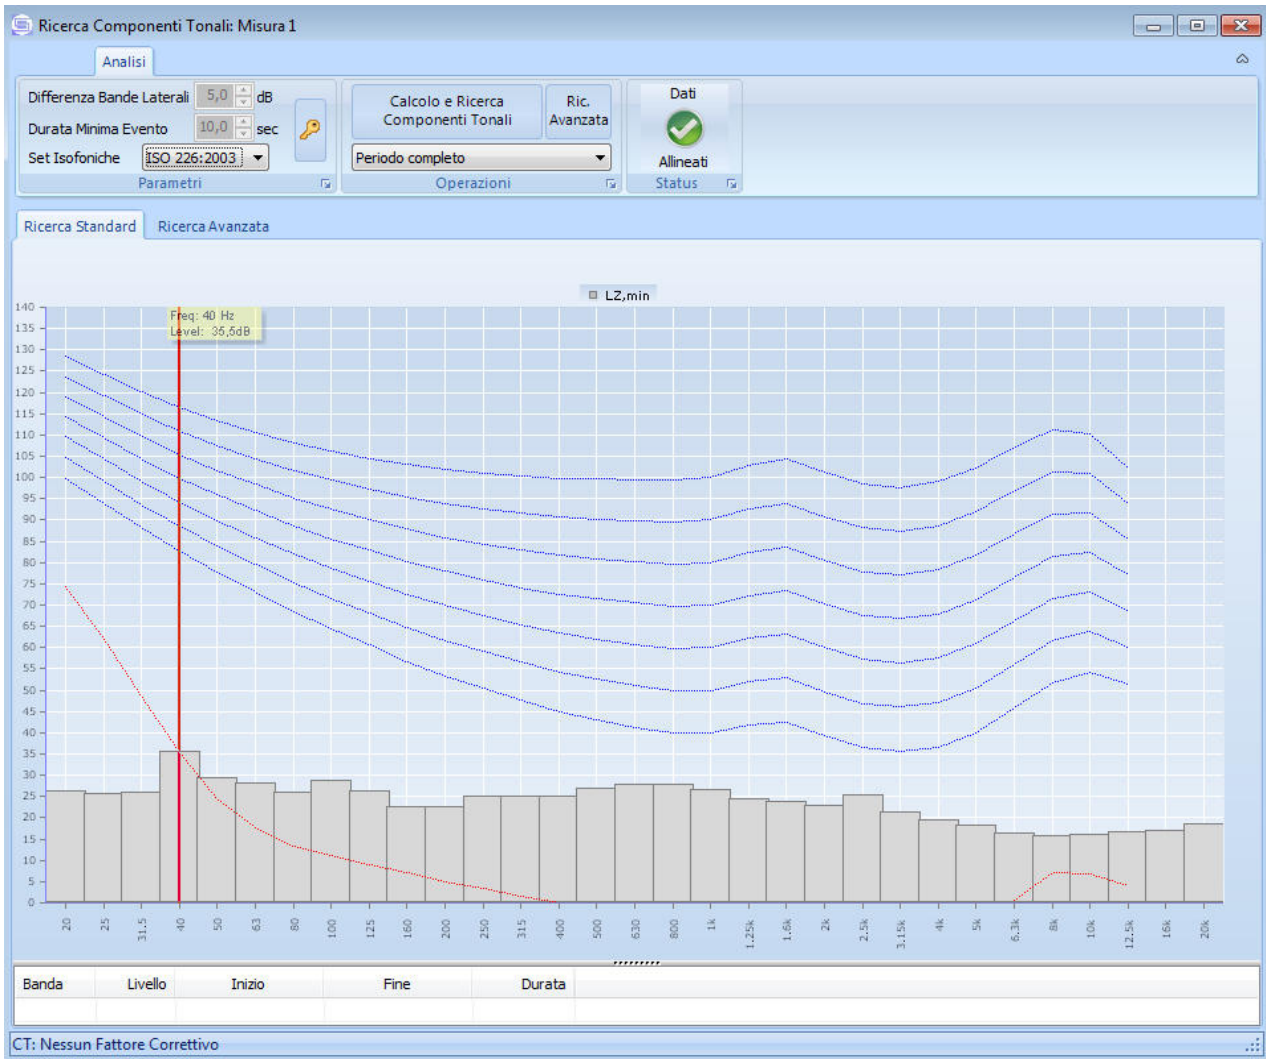 Ricerca Componenti Tonali: Misura 1
Analisi
Differenza Bande Laterali 5,0 dB
Durata Minima Evento 10,0 sec
Set Isofoniche ISO 226:2003
Parametri
Calcolo e Ricerca
Componenti Tonali
Ric.
Avanzata
Periodo completo
Operazioni
Dati
Allineati
Status
Ricerca Standard Ricerca Avanzata
LZ,min
Freq: 40 Hz
Level: 35,5dB
140
135
130
125
120
115
110
105
100
95
90
85
80
75
70
65
60
55
50
45
40
35
30
25
20
15
10
5
0
20 25 31.5 40 50 63 80 100 125 160 200 250 315 400 500 630 800 1k 1.25k 1.6k 2k 2.5k 3.15k 4k 5k 6.3k 8k 10k 12.5k 16k 20k
Banda Livello Inizio Fine Durata
CT: Nessun Fattore Correttivo